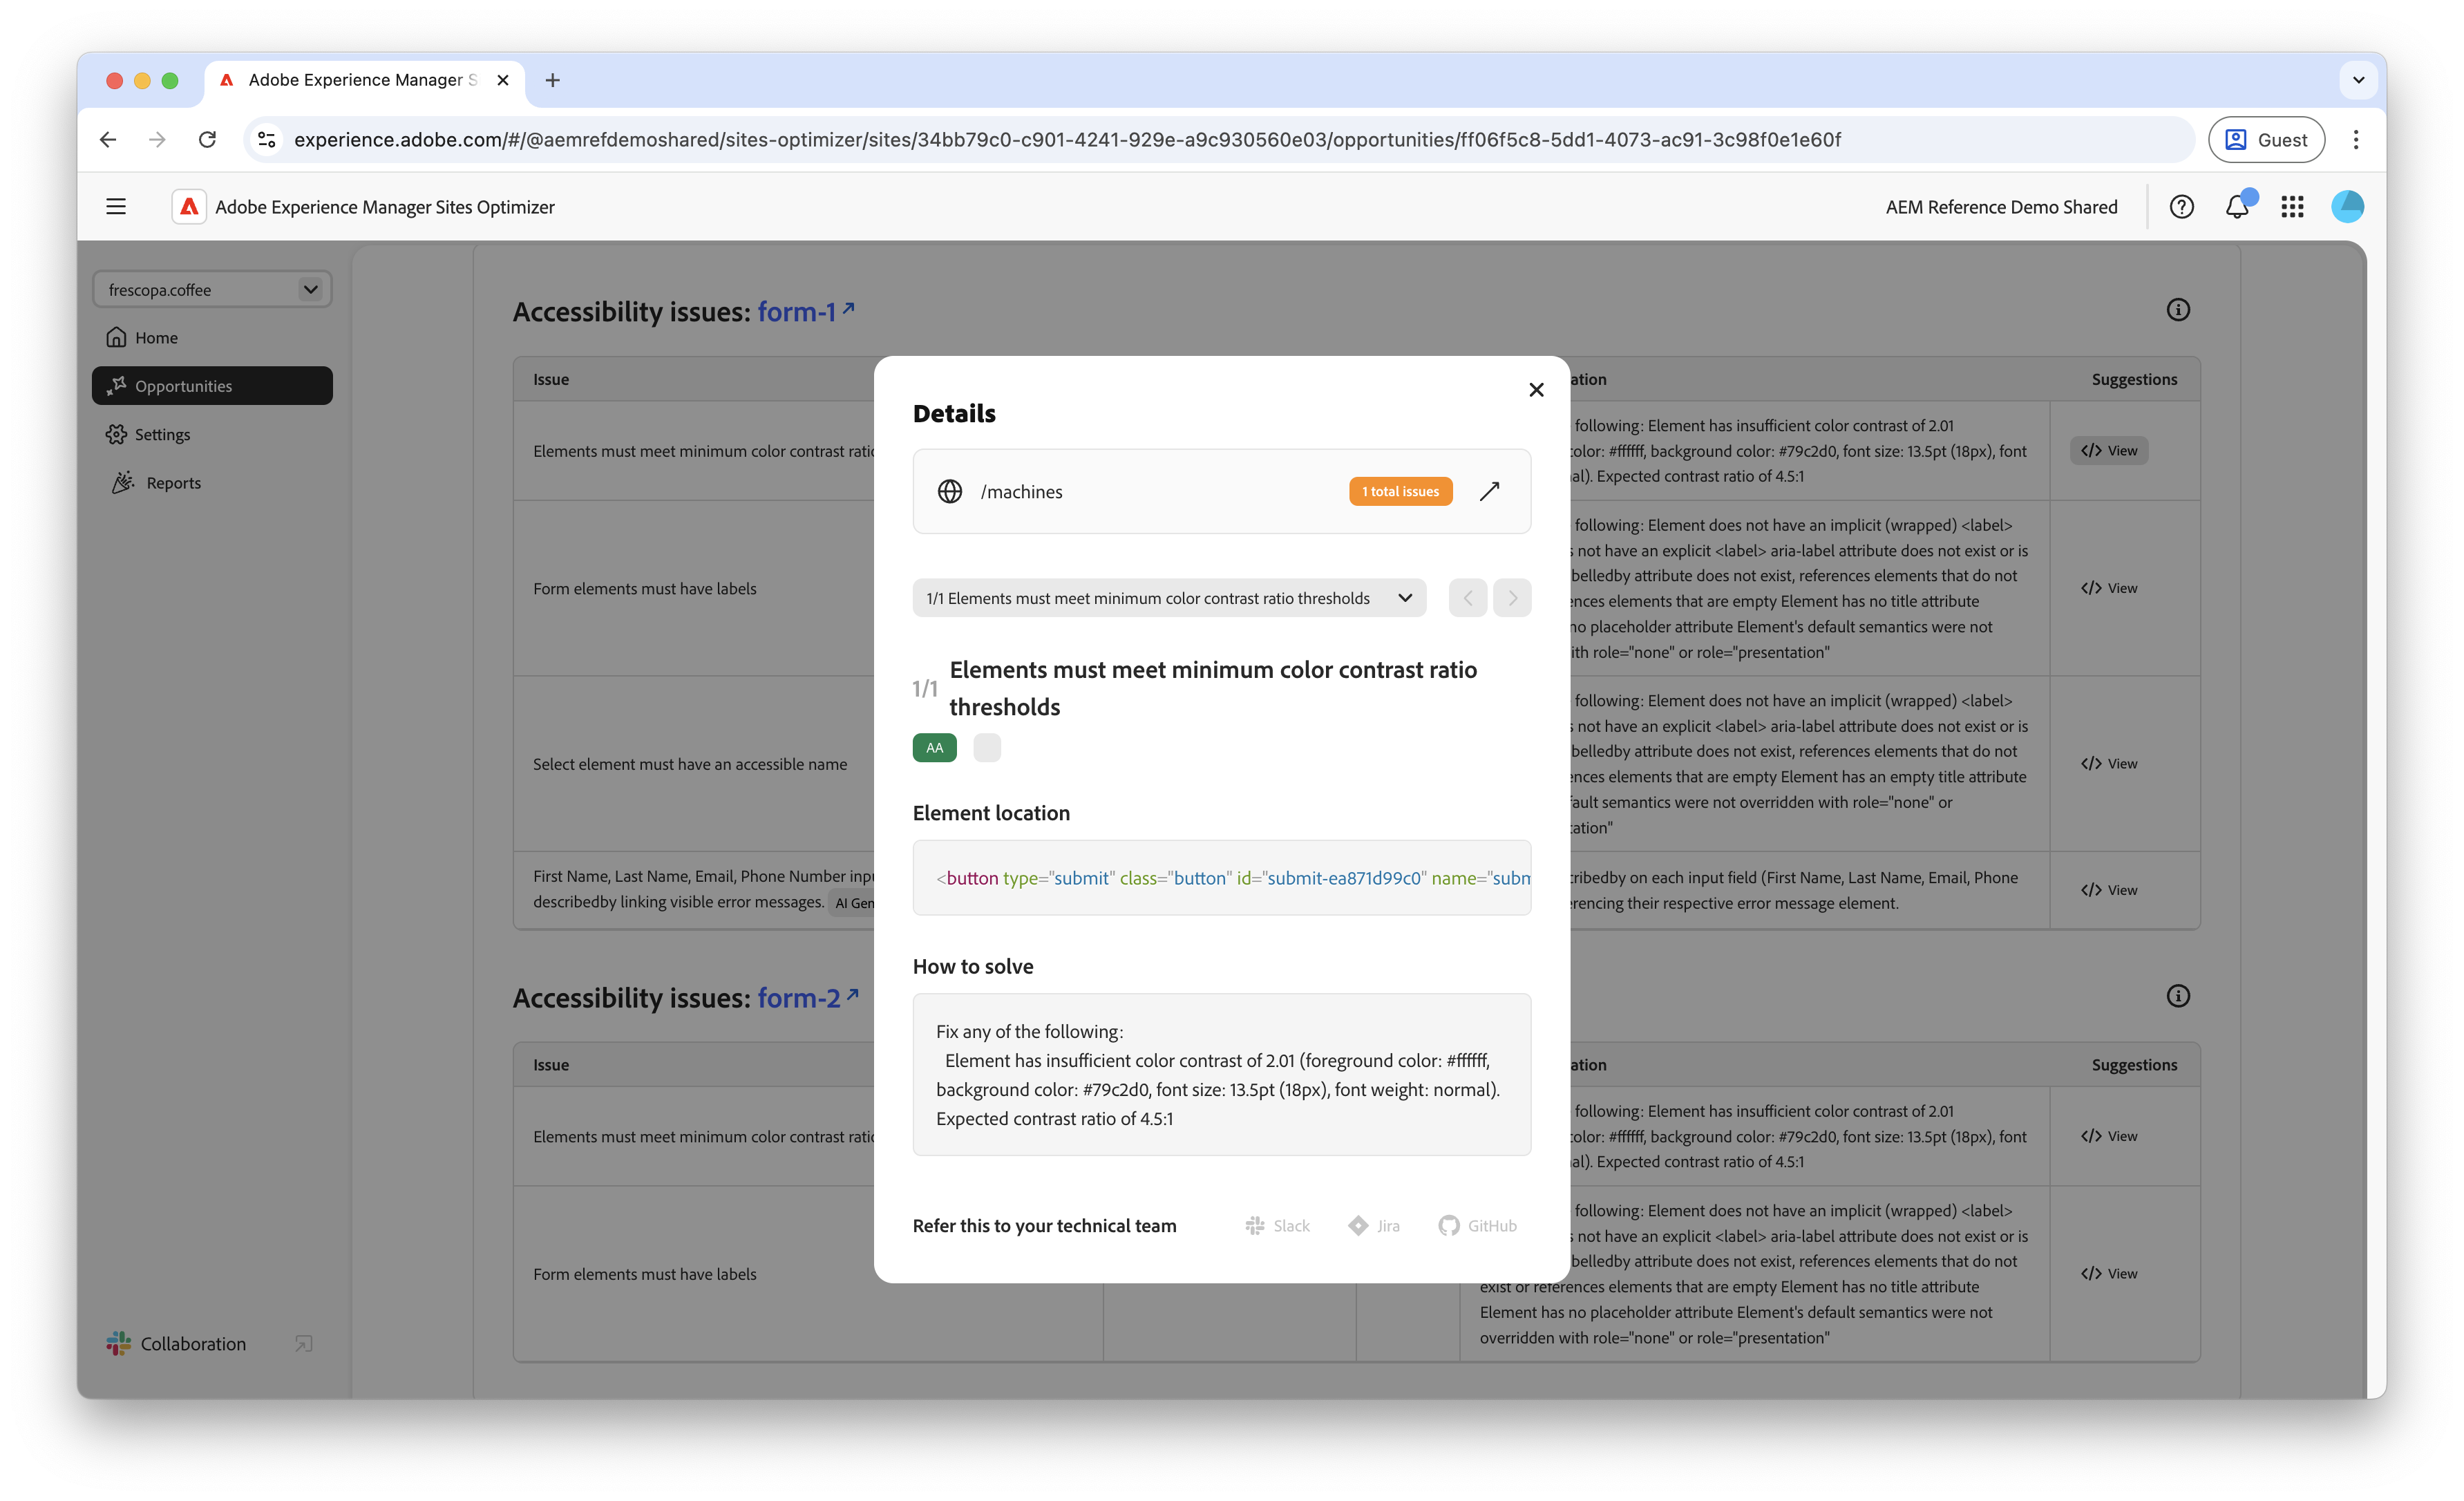 Adobe Experience Manager S
experience.adobe.com/#/@aemrefdemoshared/sites-optimizer/sites/34bb79c0-c901-4241-929e-a9c930560e03/opportunities/ff06f5c8-5dd1-4073-ac91-3c98f0e1e60f
Guest
Adobe Experience Manager Sites Optimizer
AEM Reference Demo Shared
frescopa.coffee
Home
Opportunities
Settings
Reports
Collaboration
Accessibility issues: form-1
Issue
ation
Suggestions
Elements must meet minimum color contrast ratio
following: Element has insufficient color contrast of 2.01
color: #ffffff, background color: #79c2d0, font size: 13.5pt (18px), font
al). Expected contrast ratio of 4.5:1
</> View
Form elements must have labels
following: Element does not have an implicit (wrapped) <label>
s not have an explicit <label> aria-label attribute does not exist or is
belledby attribute does not exist, references elements that do not
ences elements that are empty Element has no title attribute
no placeholder attribute Element's default semantics were not
ith role="none" or role="presentation"
</> View
Select element must have an accessible name
following: Element does not have an implicit (wrapped) <label>
s not have an explicit <label> aria-label attribute does not exist or is
belledby attribute does not exist, references elements that do not
ences elements that are empty Element has an empty title attribute
fault semantics were not overridden with role="none" or
tation"
</> View
First Name, Last Name, Email, Phone Number inpu
describedby linking visible error messages. AI Gen
cribedby on each input field (First Name, Last Name, Email, Phone
erencing their respective error message element.
</> View
Accessibility issues: form-2
Issue
ation
Suggestions
Elements must meet minimum color contrast ratio
following: Element has insufficient color contrast of 2.01
color: #ffffff, background color: #79c2d0, font size: 13.5pt (18px), font
al). Expected contrast ratio of 4.5:1
</> View
Form elements must have labels
following: Element does not have an implicit (wrapped) <label>
s not have an explicit <label> aria-label attribute does not exist or is
belledby attribute does not exist, references elements that do not
exist or references elements that are empty Element has no title attribute
Element has no placeholder attribute Element's default semantics were not
overridden with role="none" or role="presentation"
</> View
Details
/machines
1 total issues
1/1 Elements must meet minimum color contrast ratio thresholds
1/1
Elements must meet minimum color contrast ratio
thresholds
AA
Element location
<button type="submit" class="button" id="submit-ea871d99c0" name="subm
How to solve
Fix any of the following:
Element has insufficient color contrast of 2.01 (foreground color: #ffffff,
background color: #79c2d0, font size: 13.5pt (18px), font weight: normal).
Expected contrast ratio of 4.5:1
Refer this to your technical team
Slack
Jira
GitHub